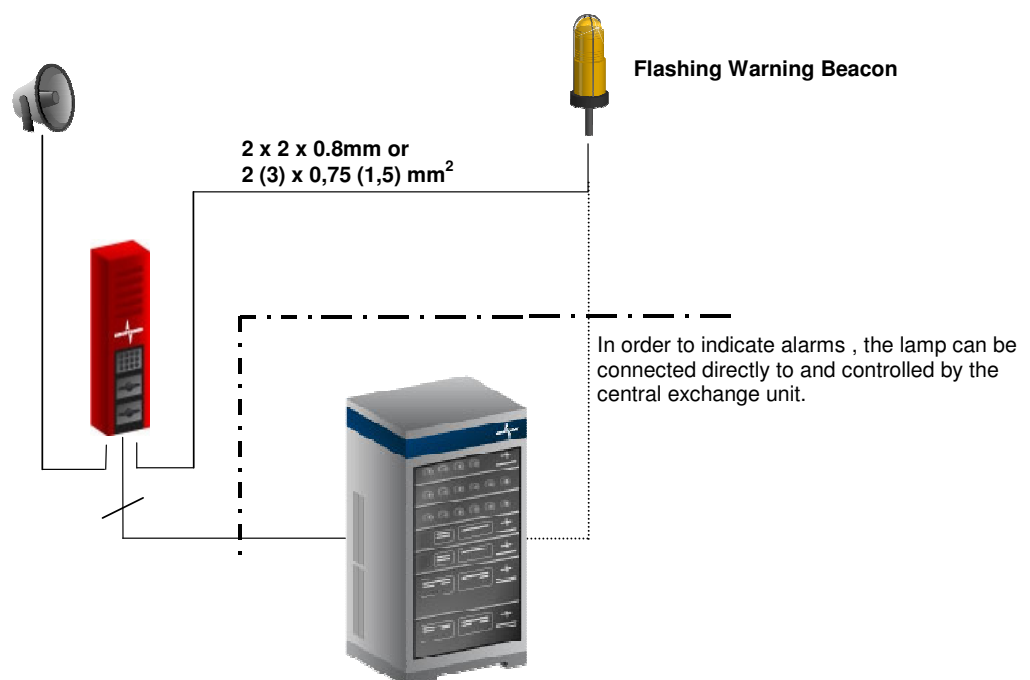 Flashing Warning Beacon
2 x 2 x 0.8mm or
2 (3) x 0,75 (1,5) mm²
In order to indicate alarms , the lamp can be
connected directly to and controlled by the
central exchange unit.